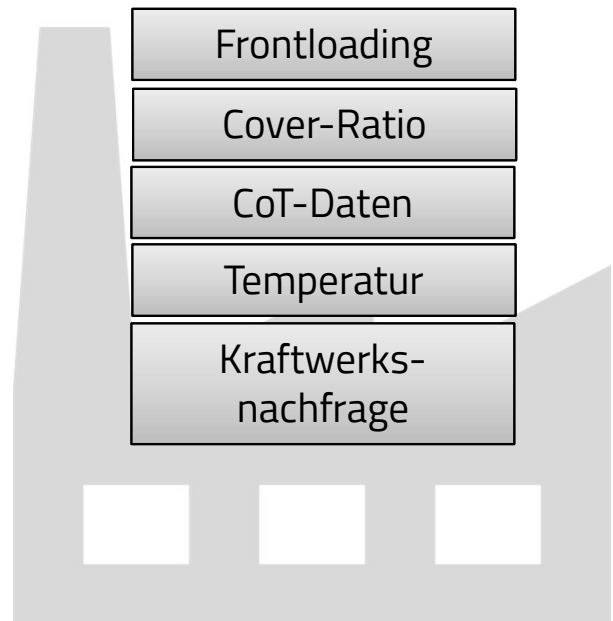 Frontloading
Cover-Ratio
CoT-Daten
Temperatur
Kraftwerks-
nachfrage